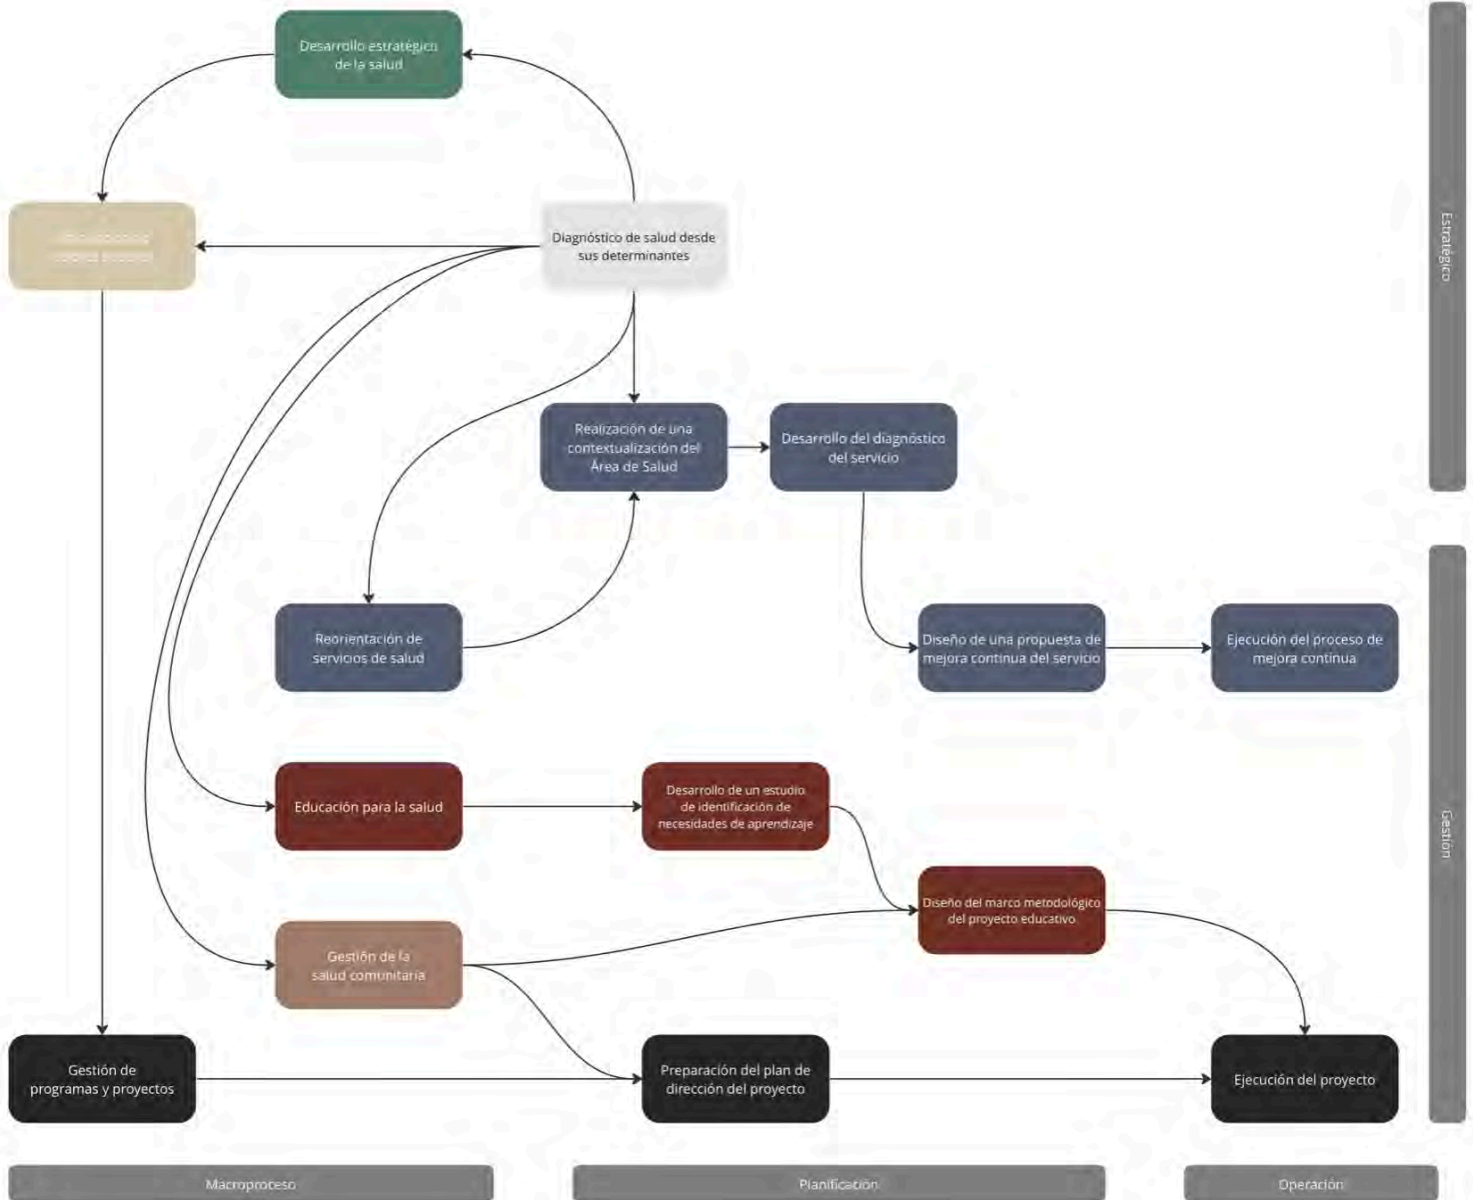 Desarrollo estratégico
de la salud
Diagnóstico de salud desde
sus determinantes
Estratégico
Realización de una
contextualización del
Área de Salud
Desarrollo del diagnóstico
del servicio
Reorientación de
servicios de salud
Diseño de una propuesta de
mejora continua del servicio
Ejecución del proceso de
mejora continua
Educación para la salud
Desarrollo de un estudio
de identificación de
necesidades de aprendizaje
Gestión
Diseño del marco metodológico
del proyecto educativo
Gestión de la
salud comunitaria
Gestión de
programas y proyectos
Preparación del plan de
dirección del proyecto
Ejecución del proyecto
Macroproceso
Planificación
Operación